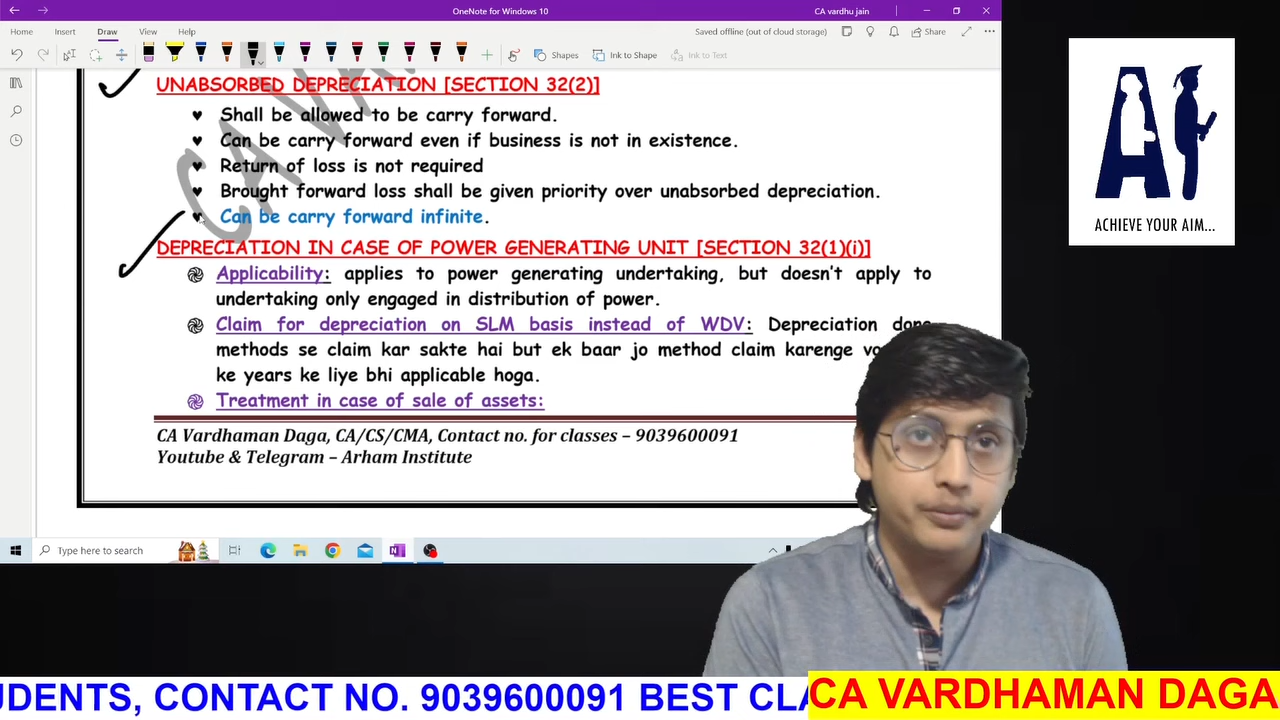 OneNote for Windows 10
CA vardhu jain
Home Insert Draw View Help
Saved offline (out of cloud storage)
Share
Shapes
Ink to Shape
Ink to Text
UNABSORBED DEPRECIATION [SECTION 32(2)]
Shall be allowed to be carry forward.
Can be carry forward even if business is not in existence.
Return of loss is not required
Brought forward loss shall be given priority over unabsorbed depreciation.
Can be carry forward infinite.
DEPRECIATION IN CASE OF POWER GENERATING UNIT [SECTION 32(1)(i)]
Applicability: applies to power generating undertaking, but doesn't apply to
undertaking only engaged in distribution of power.
Claim for depreciation on SLM basis instead of WDV: Depreciation dono
methods se claim kar sakte hai but ek baar jo method claim karenge
ke years ke liye bhi applicable hoga.
Treatment in case of sale of assets:
CA Vardhaman Daga, CA/CS/CMA, Contact no. for classes – 9039600091
Youtube & Telegram – Arham Institute
Type here to search
ACHIEVE YOUR AIM...
UDENTS, CONTACT NO. 9039600091 BEST CLA
CA VARDHAMAN DAGA